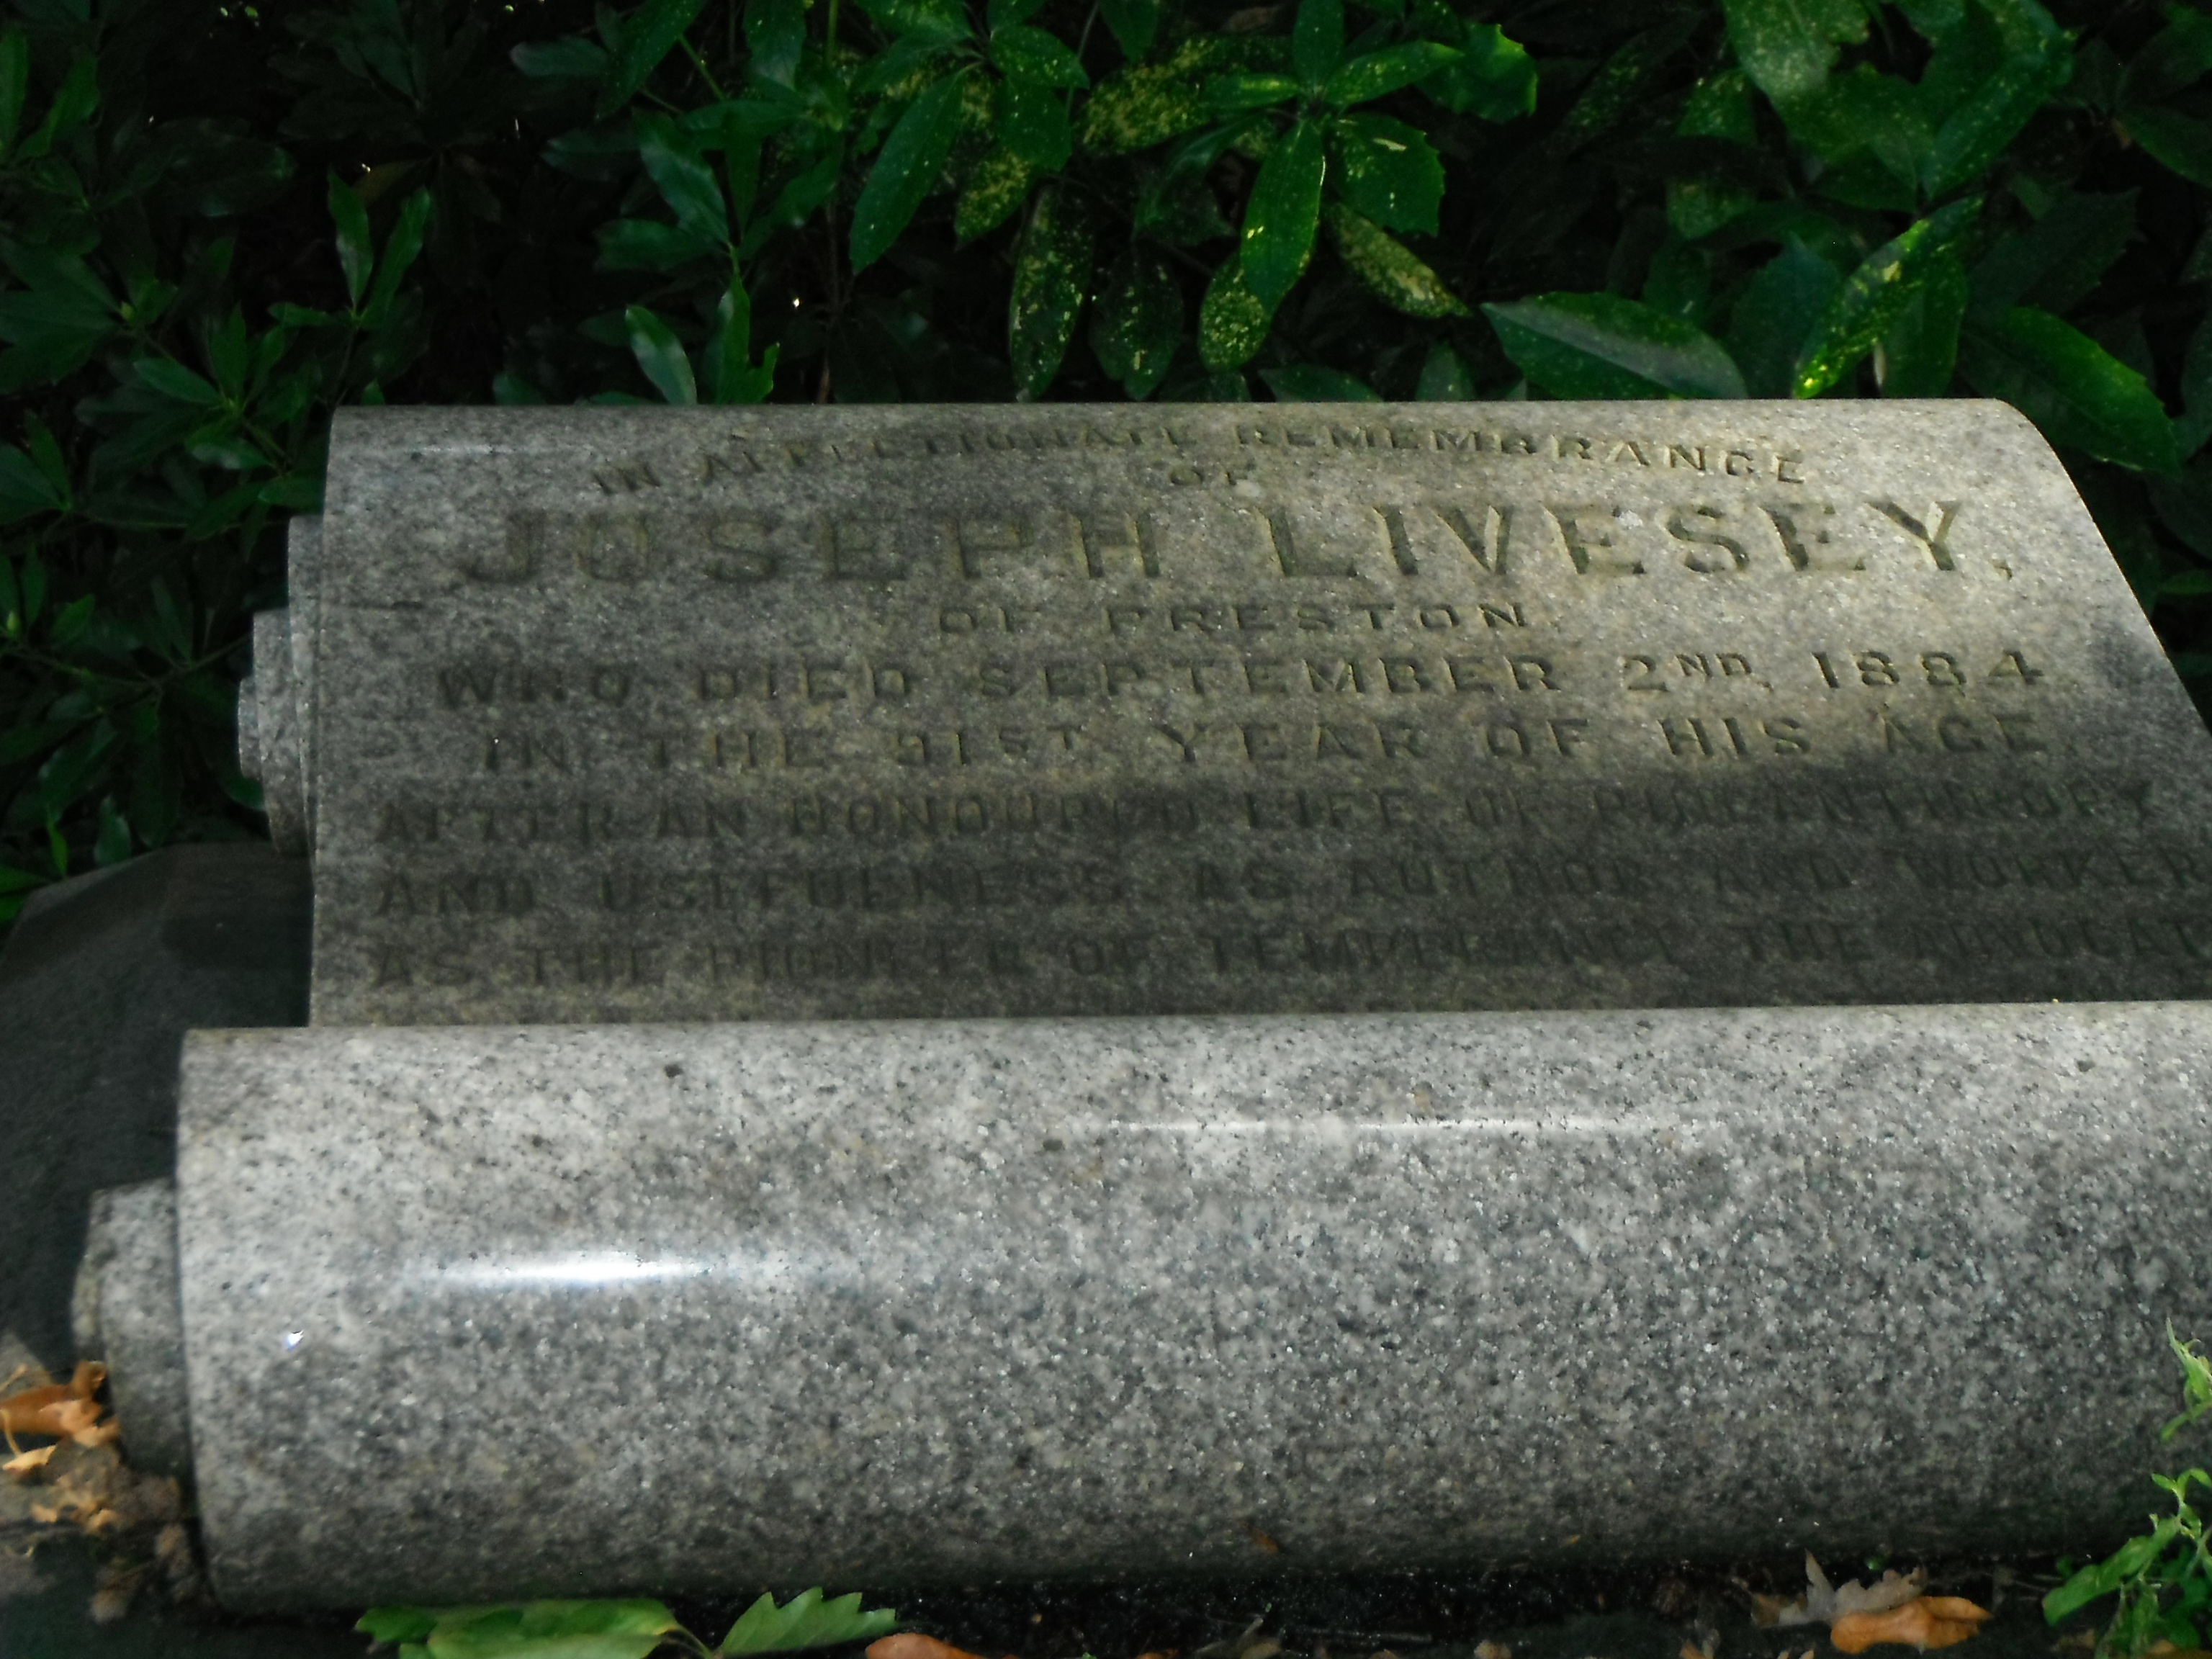 IN AFFECTIONATE REMEMBRANCE
OF
JOSEPH LIVESEY,
OF PRESTON
WHO DIED SEPTEMBER 2ND, 1884
IN THE 91ST YEAR OF HIS AGE.
AFTER AN HONOURED LIFE OF PHILANTHROPY
AND USEFULNESS AS AUTHOR AND WORKER
AS THE PIONEER OF TEMPERANCE THE ADVOCAT